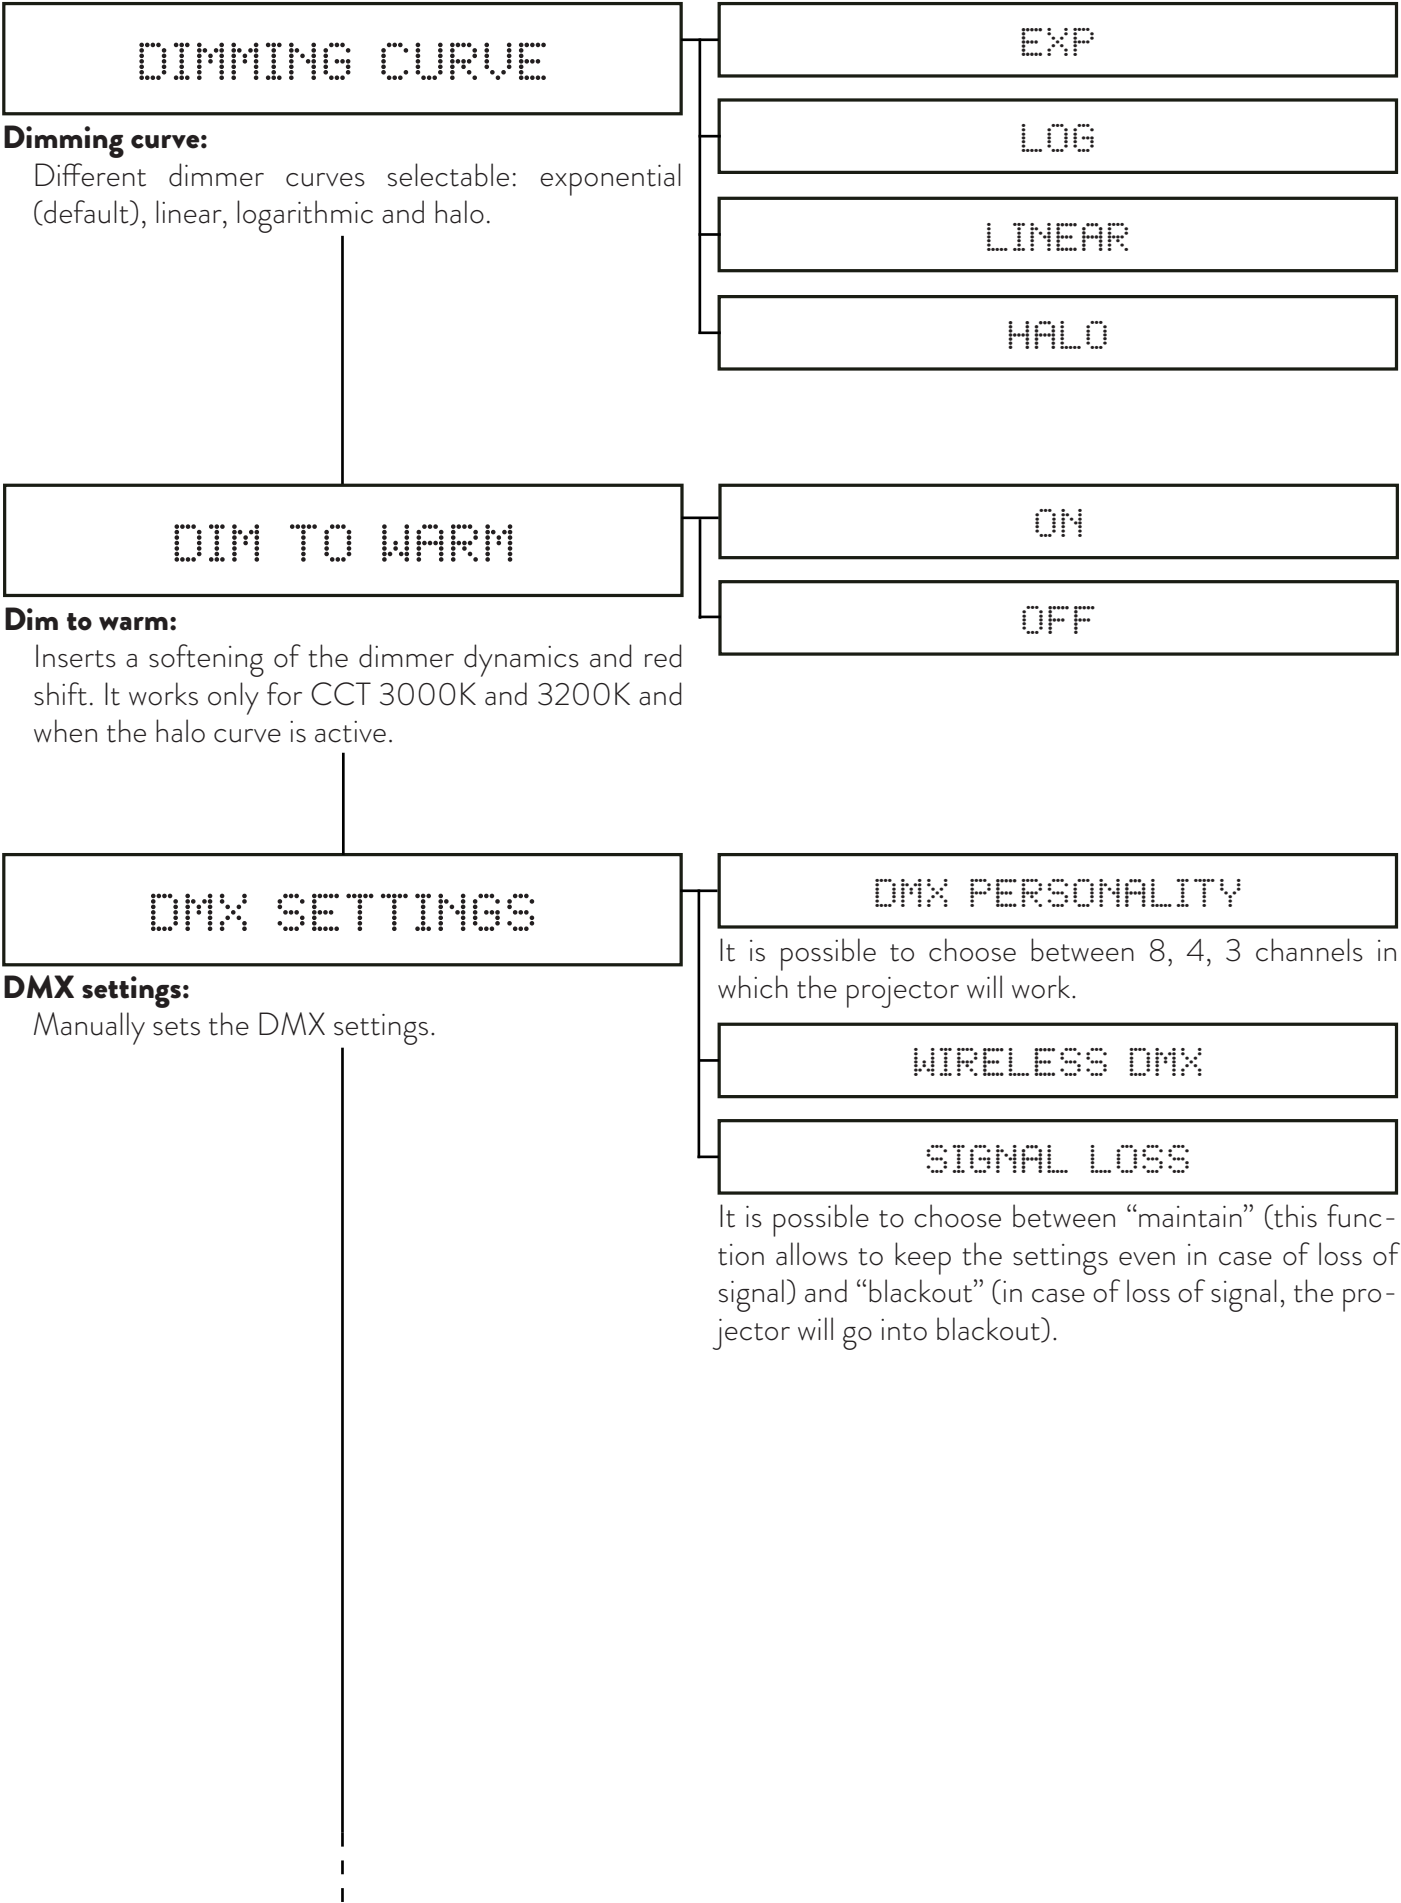 DIMMING CURVE
EXP
LOG
LINEAR
HALO
Dimming curve:
Different dimmer curves selectable: exponential
(default), linear, logarithmic and halo.
DIM TO WARM
ON
OFF
Dim to warm:
Inserts a softening of the dimmer dynamics and red
shift. It works only for CCT 3000K and 3200K and
when the halo curve is active.
DMX SETTINGS
DMX settings:
Manually sets the DMX settings.
DMX PERSONALITY
It is possible to choose between 8, 4, 3 channels in
which the projector will work.
WIRELESS DMX
SIGNAL LOSS
It is possible to choose between “maintain” (this func-
tion allows to keep the settings even in case of loss of
signal) and “blackout” (in case of loss of signal, the pro-
jector will go into blackout).